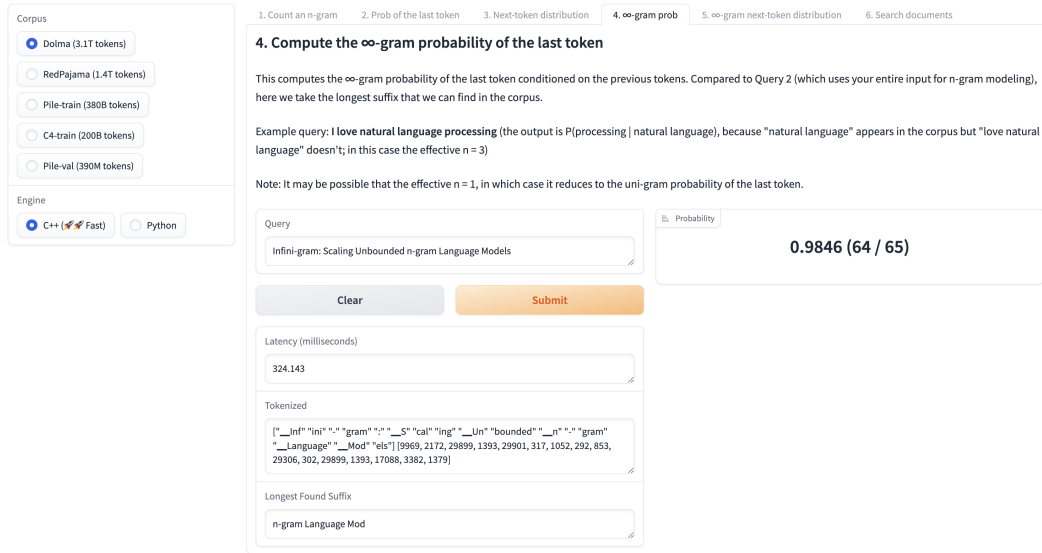 Corpus
Dolma (3.1T tokens)
RedPajama (1.4T tokens)
Pile-train (380B tokens)
C4-train (200B tokens)
Pile-val (390M tokens)
Engine
C++ (🚀🚀 Fast)
Python
1. Count an n-gram
2. Prob of the last token
3. Next-token distribution
4. ∞-gram prob
5. ∞-gram next-token distribution
6. Search documents
4. Compute the ∞-gram probability of the last token
This computes the ∞-gram probability of the last token conditioned on the previous tokens. Compared to Query 2 (which uses your entire input for n-gram modeling),
here we take the longest suffix that we can find in the corpus.
Example query: I love natural language processing (the output is P(processing | natural language), because "natural language" appears in the corpus but "love natural
language" doesn't; in this case the effective n = 3)
Note: It may be possible that the effective n = 1, in which case it reduces to the uni-gram probability of the last token.
Query
Infini-gram: Scaling Unbounded n-gram Language Models
Clear
Submit
Latency (milliseconds)
324.143
Tokenized
["__Inf" "ini" "-" "gram" ":" "__S" "cal" "ing" "__Un" "bounded" "__n" "-" "gram"
"__Language" "__Mod" "els"] [9969, 2172, 29899, 1393, 29901, 317, 1052, 292, 853,
29306, 302, 29899, 1393, 17088, 3382, 1379]
Longest Found Suffix
n-gram Language Mod
Probability
0.9846 (64 / 65)